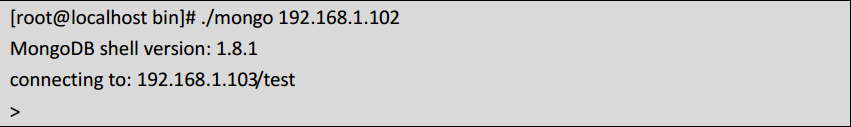 [root@localhost bin]# ./mongo 192.168.1.102
MongoDB shell version: 1.8.1
connecting to: 192.168.1.103/test
>